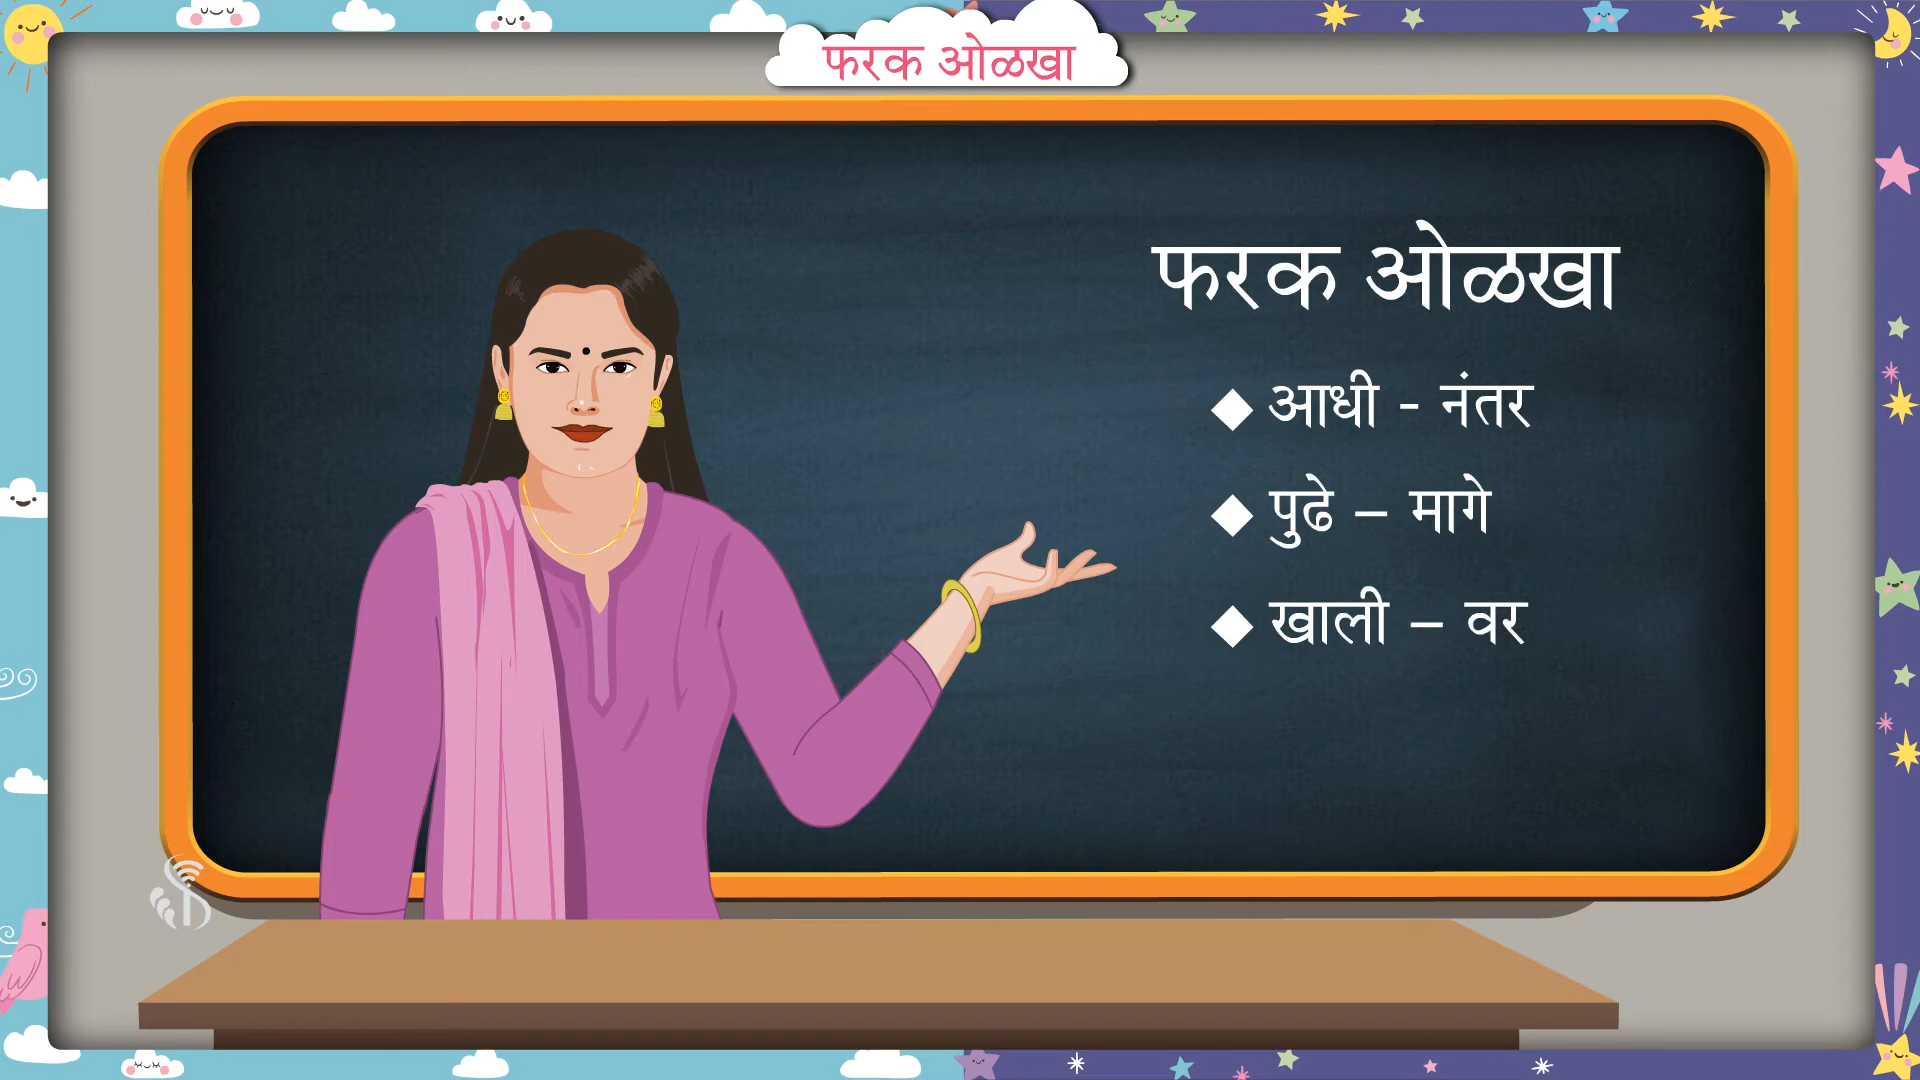 फरक ओळखा
फरक ओळखा
आधी - नंतर
पुढे – मागे
खाली – वर